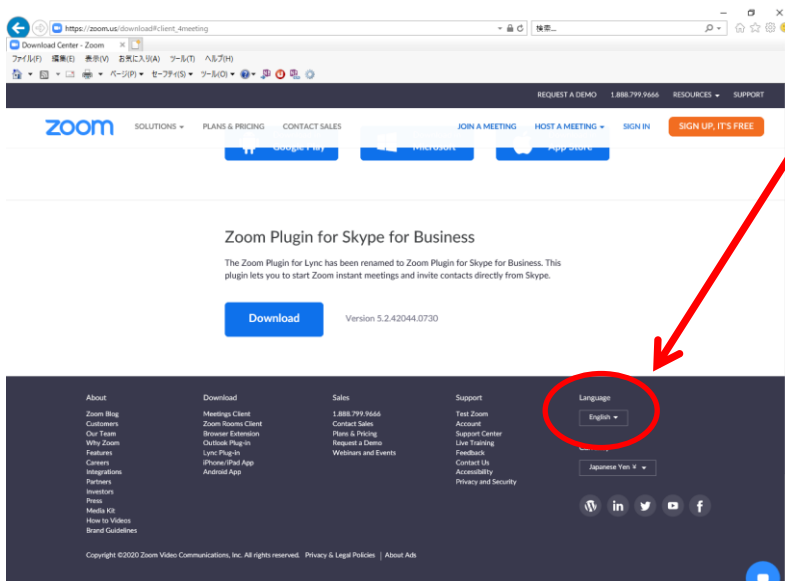 https://zoom.us/download#client_4meeting
検索...
Download Center - Zoom
ファイル(F) 編集(E) 表示(V) お気に入り(A) ツール(T) ヘルプ(H)
ページ(P) セーフティ(S) ツール(O)
REQUEST A DEMO 1.888.799.9666 RESOURCES SUPPORT
zoom SOLUTIONS PLANS & PRICING CONTACT SALES JOIN A MEETING HOST A MEETING SIGN IN SIGN UP, IT'S FREE
Google Play Microsoft App Store
Zoom Plugin for Skype for Business
The Zoom Plugin for Lync has been renamed to Zoom Plugin for Skype for Business. This
plugin lets you to start Zoom instant meetings and invite contacts directly from Skype.
Download Version 5.2.42044.0730
About
Zoom Blog
Customers
Our Team
Why Zoom
Features
Careers
Integrations
Partners
Investors
Press
Media Kit
How to Videos
Brand Guidelines
Download
Meetings Client
Zoom Rooms Client
Browser Extension
Outlook Plug-in
Lync Plug-in
iPhone/iPad App
Android App
Sales
1.888.799.9666
Contact Sales
Plans & Pricing
Request a Demo
Webinars and Events
Support
Test Zoom
Account
Support Center
Live Training
Feedback
Contact Us
Accessibility
Privacy and Security
Language
English
Japanese Yen ¥
Copyright ©2020 Zoom Video Communications, Inc. All rights reserved. Privacy & Legal Policies | About Ads